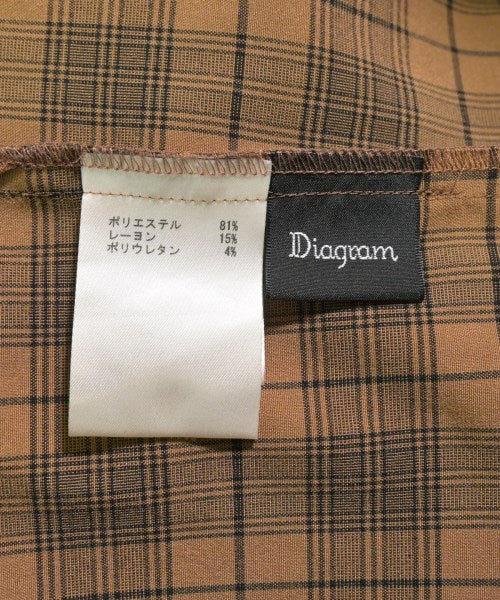 ポリエステル 81%
レーヨン 15%
ポリウレタン 4%
Diagram